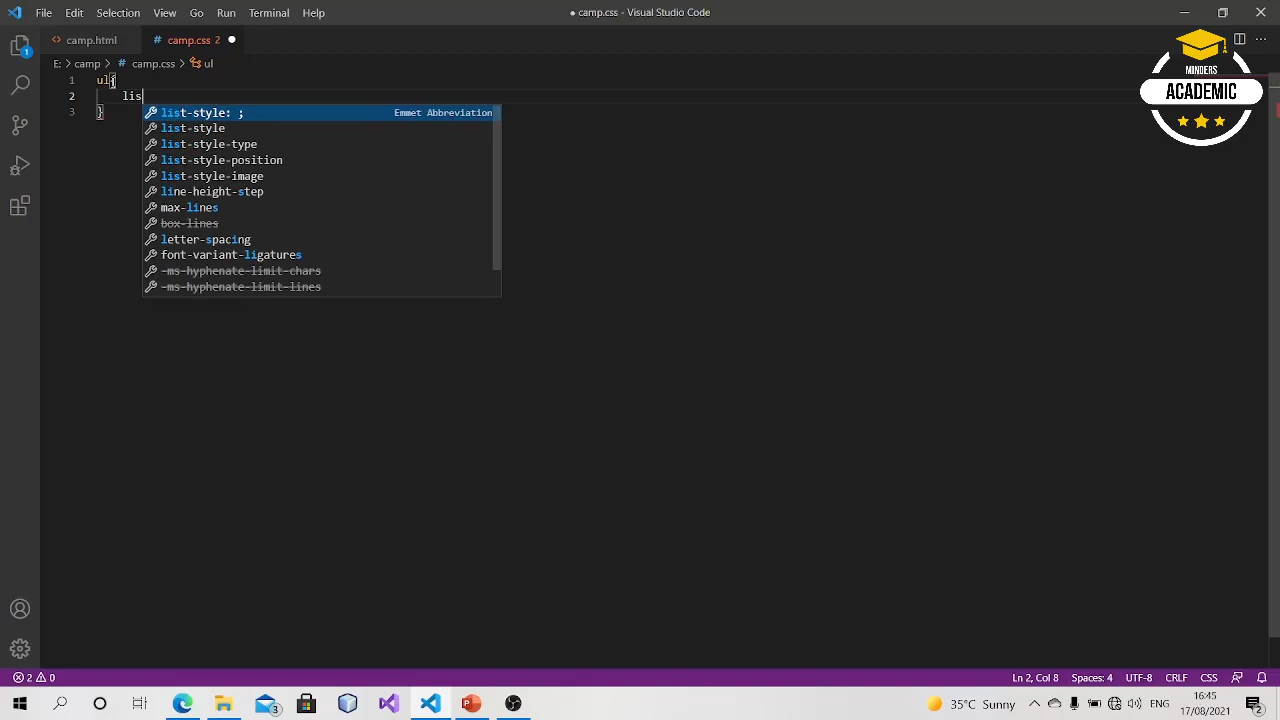 File Edit Selection View Go Run Terminal Help
● camp.css - Visual Studio Code
<> camp.html
# camp.css 2 ●
E: > camp > # camp.css > ul
MINDERS
ACADEMIC
1 ul{
2 lis
3 }
list-style: ; Emmet Abbreviation
list-style
list-style-type
list-style-position
list-style-image
line-height-step
max-lines
box-lines
letter-spacing
font-variant-ligatures
-ms-hyphenate-limit-chars
-ms-hyphenate-limit-lines
1
2 0 Ln 2, Col 8 Spaces: 4 UTF-8 CRLF CSS
3
35°C Sunny
ENG
16:45
17/08/2021
2